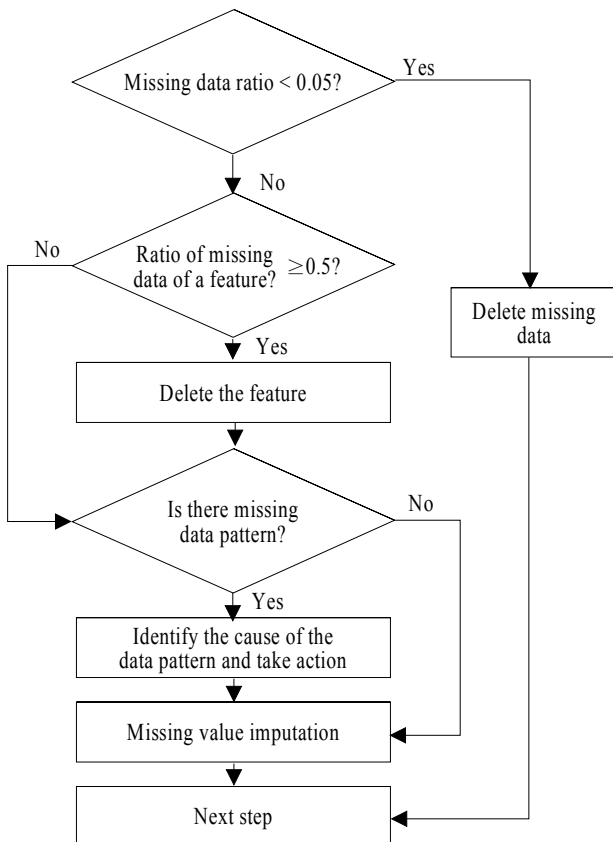 Missing data ratio < 0.05?
Yes
No
No
Ratio of missing
data of a feature? ≥0.5?
Delete missing
data
Yes
Delete the feature
Is there missing
data pattern?
No
Yes
Identify the cause of the
data pattern and take action
Missing value imputation
Next step